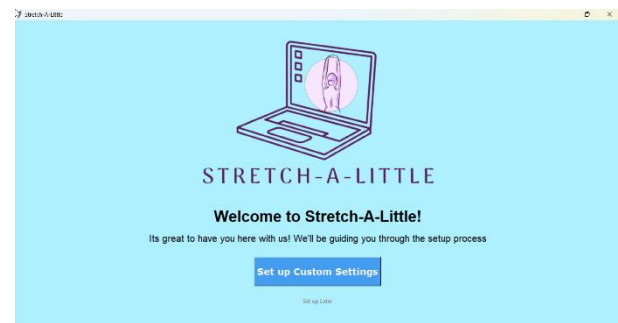 Stretch-A-Little
STRETCH-A-LITTLE
Welcome to Stretch-A-Little!
Its great to have you here with us! We'll be guiding you through the setup process
Set up Custom Settings
Set up Later